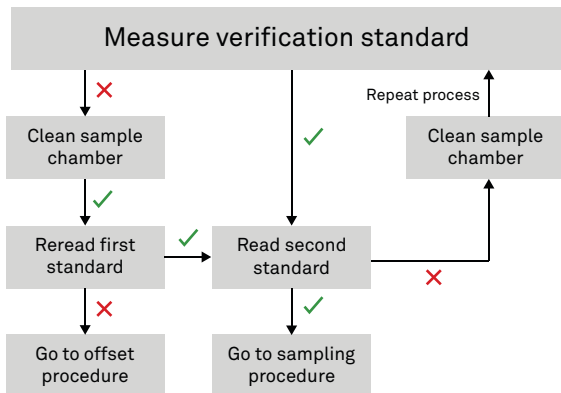 Measure verification standard
Repeat process
Clean sample
chamber
Clean sample
chamber
Reread first
standard
Read second
standard
Go to offset
procedure
Go to sampling
procedure